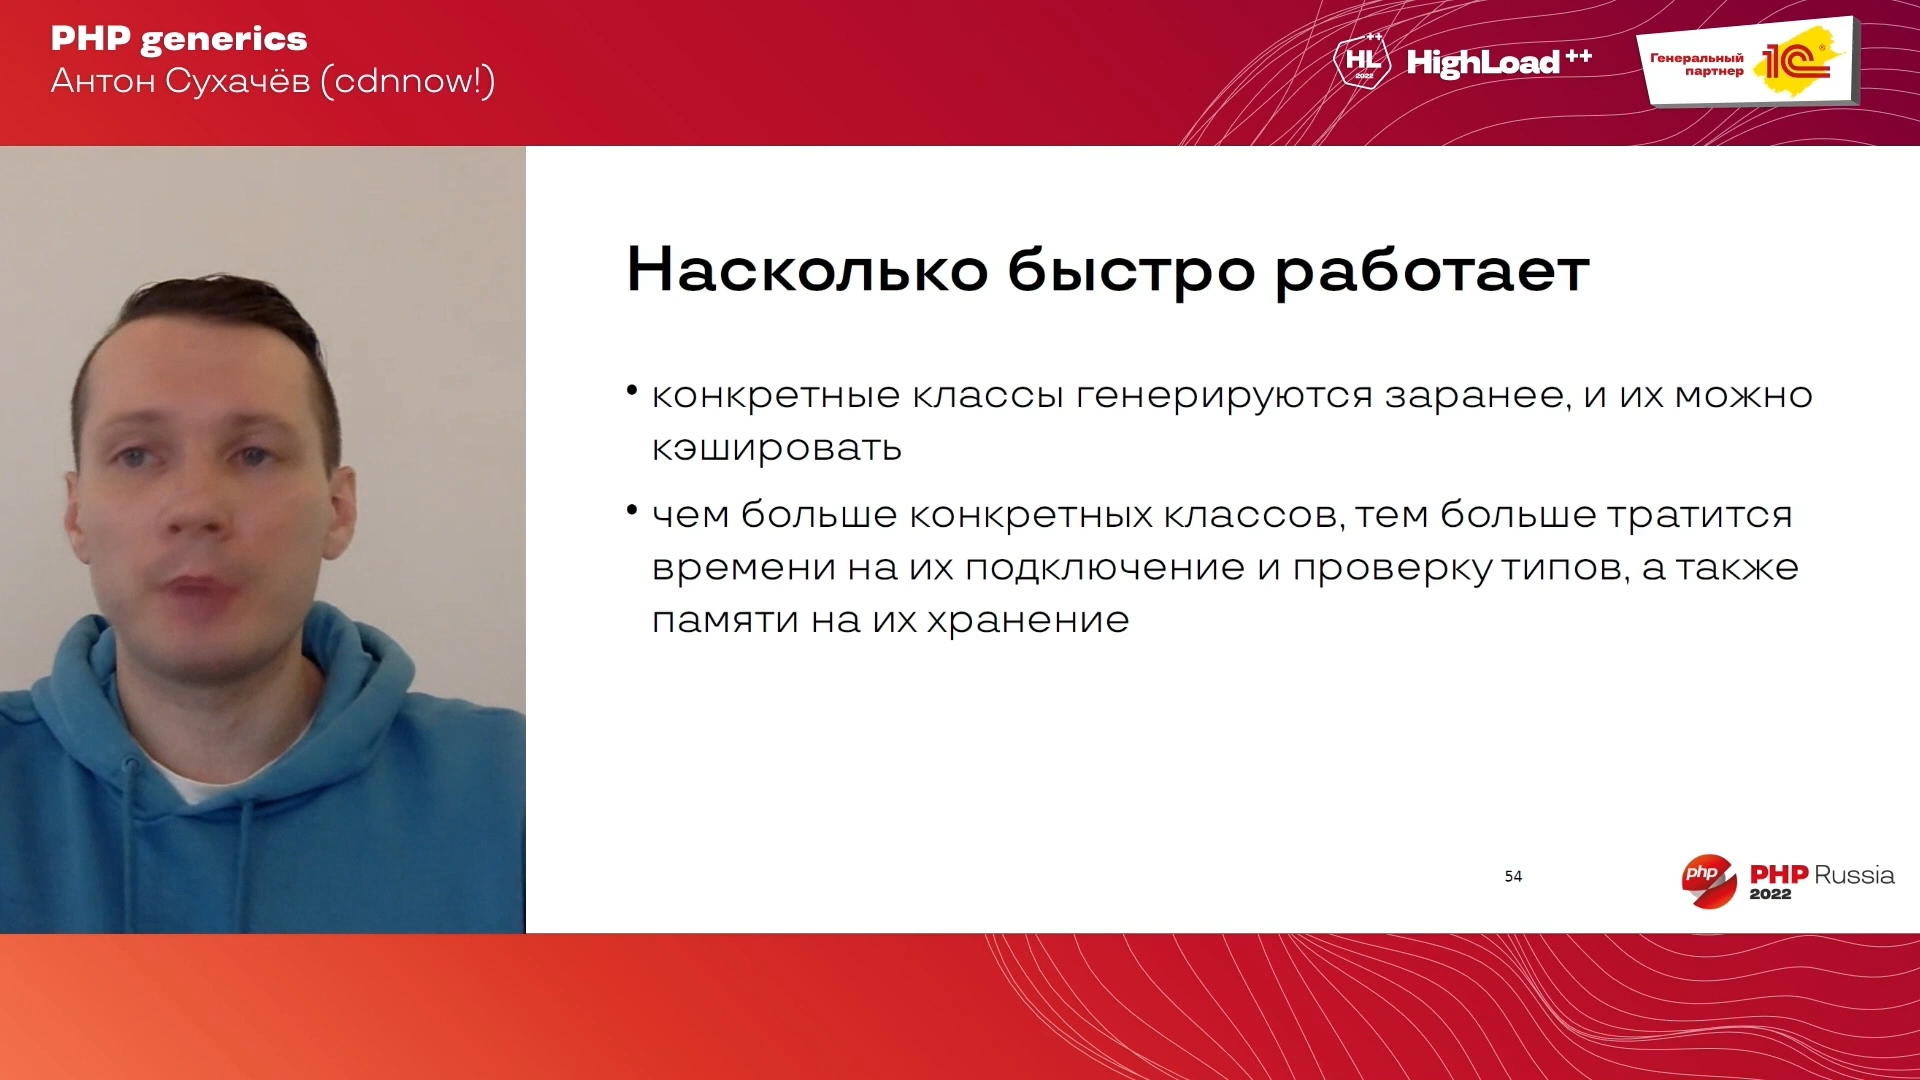 PHP generics
Антон Сухачёв (cdnnow!)
HL++
2022
HighLoad++
Генеральный
партнер
1С®
Насколько быстро работает
• конкретные классы генерируются заранее, и их можно
кэшировать
• чем больше конкретных классов, тем больше тратится
времени на их подключение и проверку типов, а также
памяти на их хранение
54
php
PHP Russia
2022